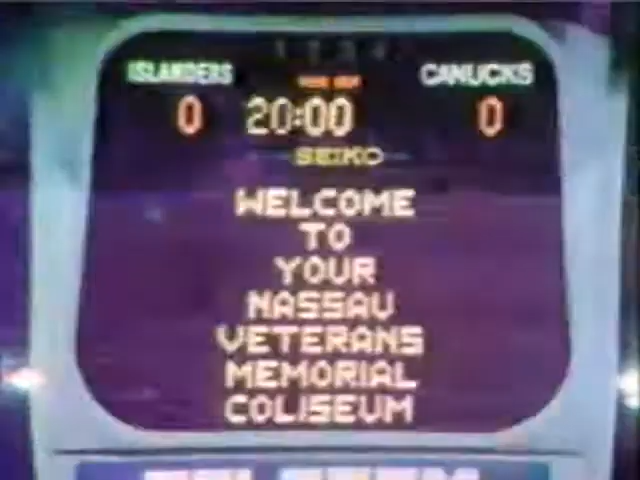 ISLANDERS CANUCKS
0 20:00 0
SEIKO
WELCOME
TO
YOUR
NASSAU
VETERANS
MEMORIAL
COLISEUM